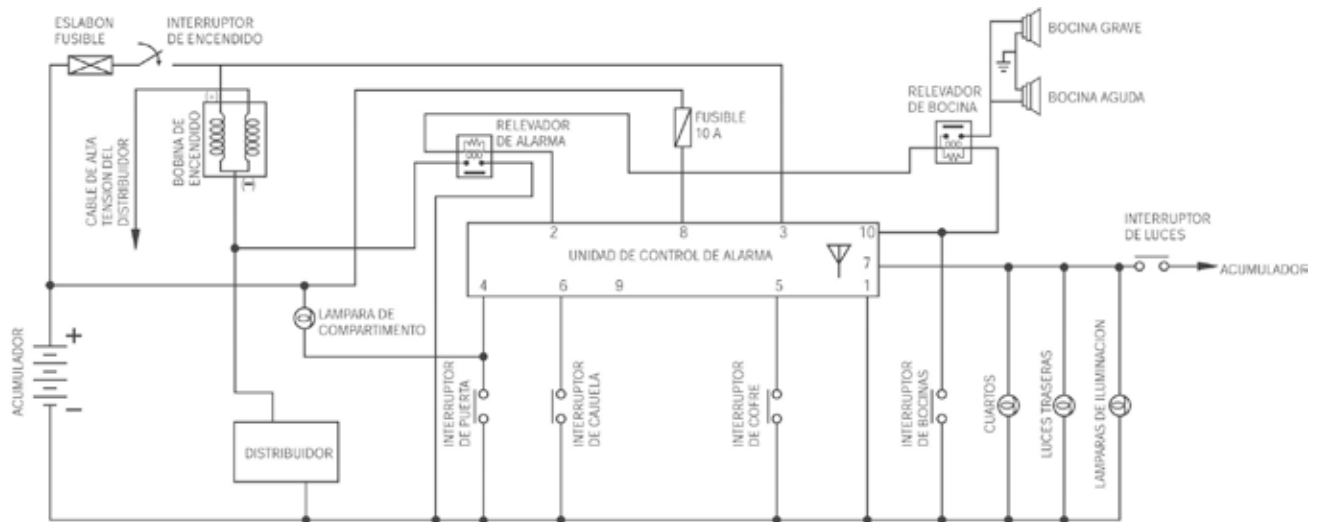 ESLABON
FUSIBLE
INTERRUPTOR
DE ENCENDIDO
BOCINA GRAVE
BOCINA AGUDA
RELEVADOR
DE BOCINA
FUSIBLE
10 A
RELEVADOR
DE ALARMA
(+)
BOBINA DE
ENCENDIDO
(-)
CABLE DE ALTA
TENSION DEL
DISTRIBUIDOR
2
8
3
10
UNIDAD DE CONTROL DE ALARMA
7
4
6
9
5
1
INTERRUPTOR
DE LUCES
ACUMULADOR
LAMPARA DE
COMPARTIMENTO
ACUMULADOR
+
-
DISTRIBUIDOR
INTERRUPTOR
DE PUERTA
INTERRUPTOR
DE CAJUELA
INTERRUPTOR
DE COFRE
INTERRUPTOR
DE BOCINAS
CUARTOS
LUCES TRASERAS
LAMPARAS DE ILUMINACION